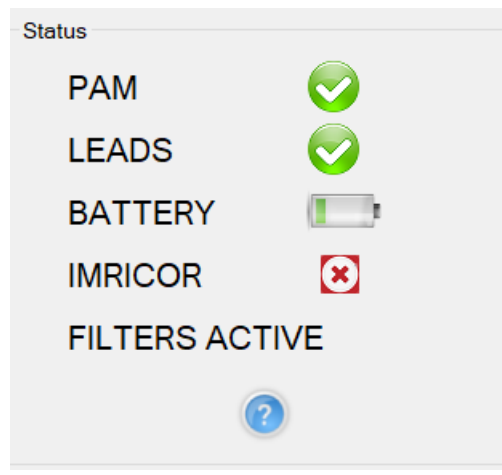 Status
PAM
LEADS
BATTERY
IMRICOR
FILTERS ACTIVE
?